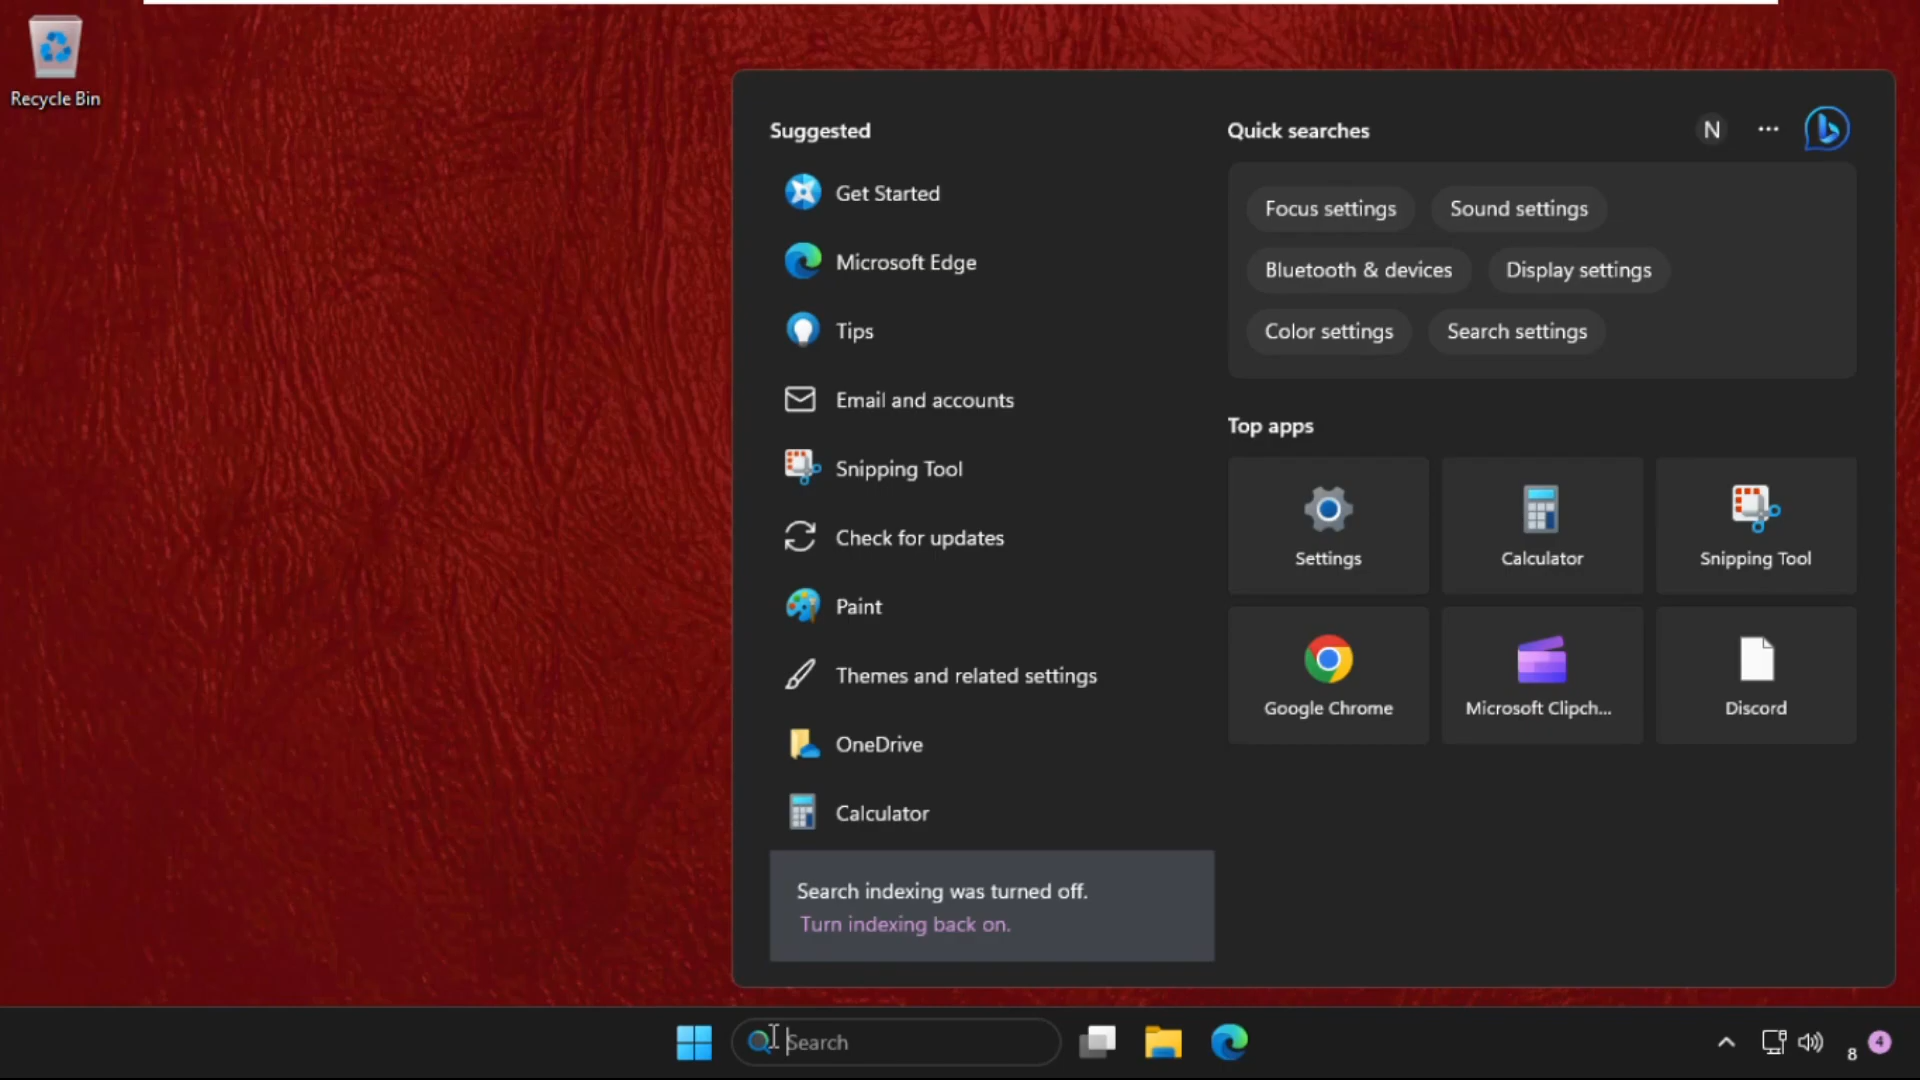 Recycle Bin
Suggested
Get Started
Microsoft Edge
Tips
Email and accounts
Snipping Tool
Check for updates
Paint
Themes and related settings
OneDrive
Calculator
Search indexing was turned off.
Turn indexing back on.
Quick searches
N
Focus settings
Sound settings
Bluetooth & devices
Display settings
Color settings
Search settings
Top apps
Settings
Calculator
Snipping Tool
Google Chrome
Microsoft Clipch...
Discord
Search
8
4